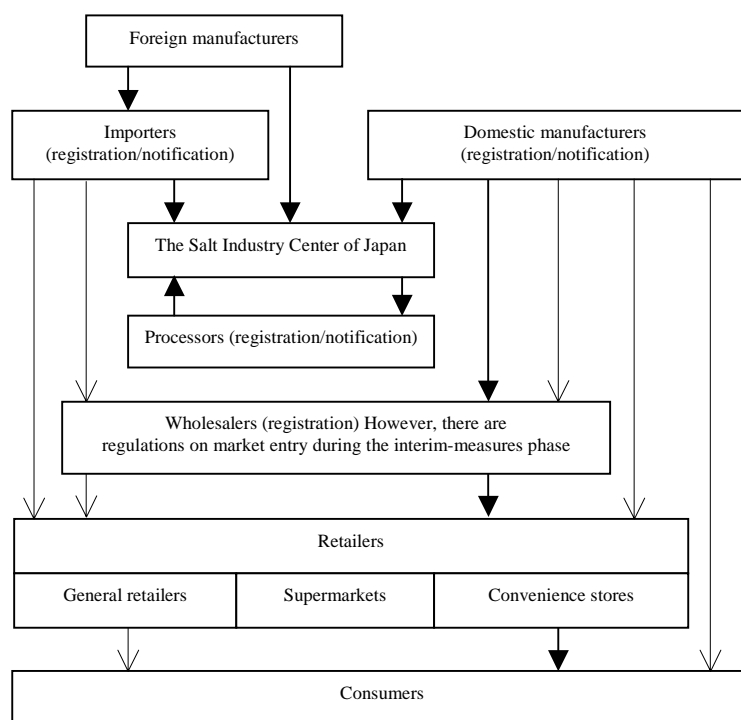 Foreign manufacturers
Importers
(registration/notification)
Domestic manufacturers
(registration/notification)
The Salt Industry Center of Japan
Processors (registration/notification)
Wholesalers (registration) However, there are
regulations on market entry during the interim-measures phase
Retailers
General retailers
Supermarkets
Convenience stores
Consumers